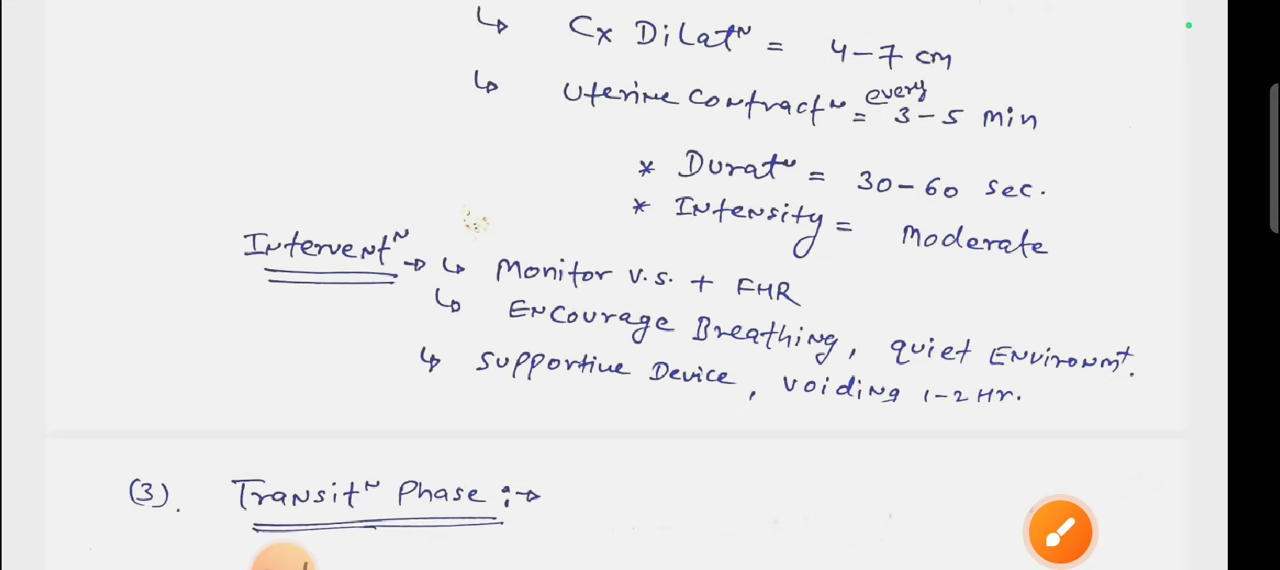 ↳ Cx Dilatⁿ = 4-7 cm
↳ Uterine contractⁿ = every 3-5 min
* Duratⁿ = 30-60 sec.
* Intensity = Moderate
Interventⁿ → ↳ Monitor v.s. + FHR
↳ Encourage Breathing, quiet Environmt.
↳ supportive Device, voiding 1-2 Hr.
(3). Transitⁿ Phase :→